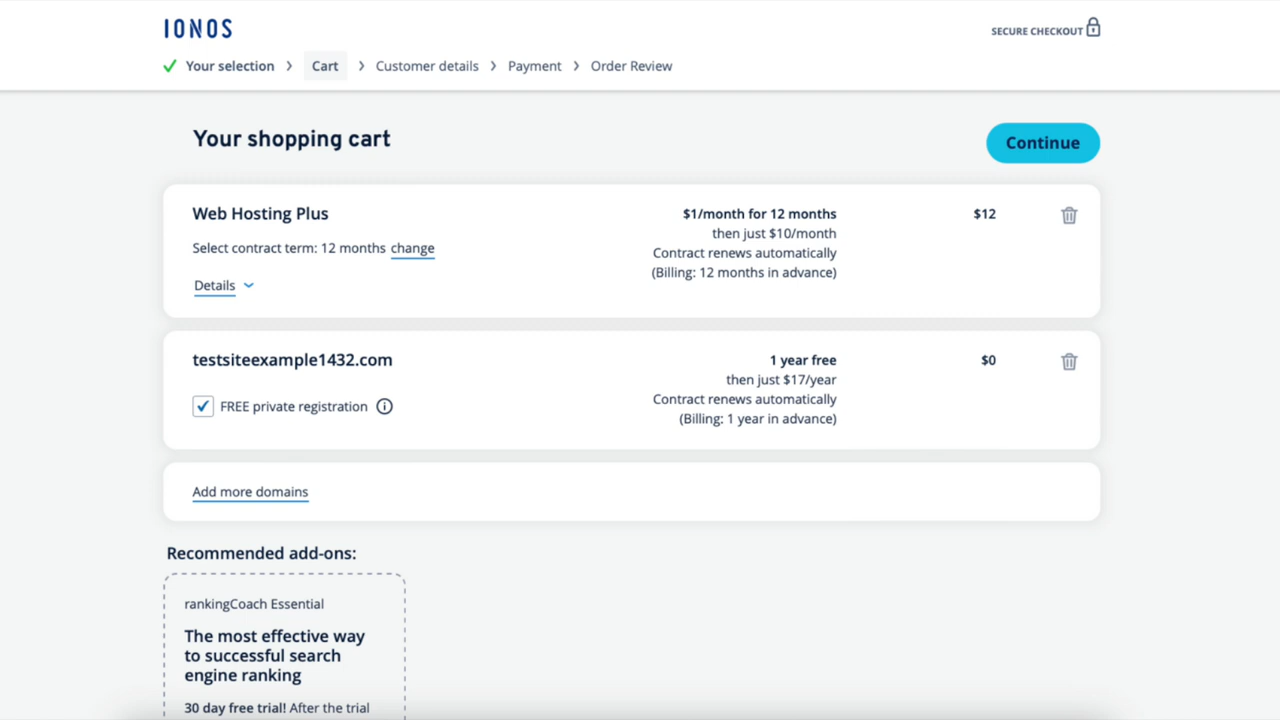 IONOS
SECURE CHECKOUT
Your selection
Cart
Customer details
Payment
Order Review
Your shopping cart
Continue
Web Hosting Plus
$1/month for 12 months
$12
then just $10/month
Select contract term: 12 months change
Contract renews automatically
(Billing: 12 months in advance)
Details
testsiteexample1432.com
1 year free
$0
then just $17/year
FREE private registration
Contract renews automatically
(Billing: 1 year in advance)
Add more domains
Recommended add-ons:
rankingCoach Essential
The most effective way
to successful search
engine ranking
30 day free trial! After the trial